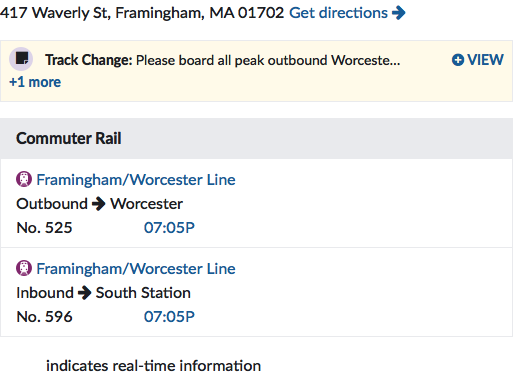 417 Waverly St, Framingham, MA 01702 Get directions
Track Change: Please board all peak outbound Worceste... VIEW
+1 more
Commuter Rail
Framingham/Worcester Line
Outbound → Worcester
No. 525 07:05P
Framingham/Worcester Line
Inbound → South Station
No. 596 07:05P
indicates real-time information